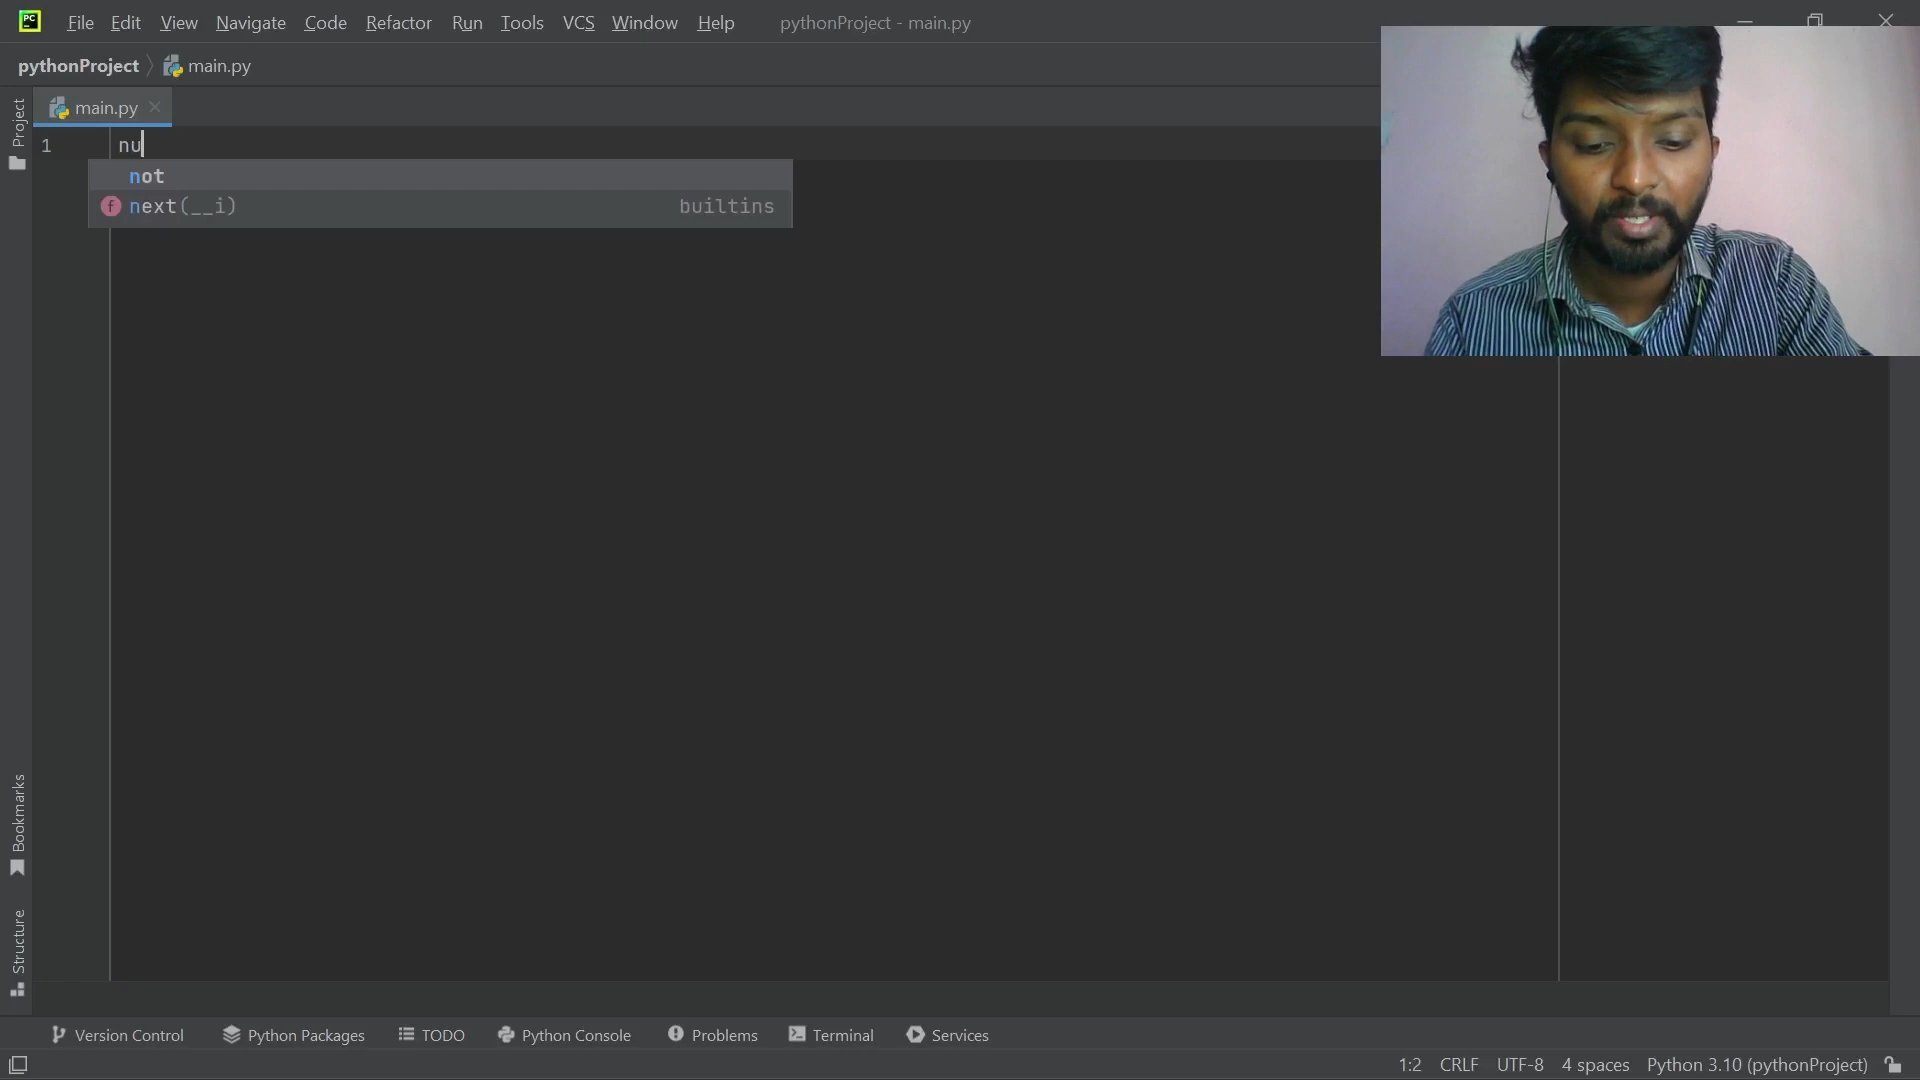 PC
File Edit View Navigate Code Refactor Run Tools VCS Window Help pythonProject - main.py
pythonProject main.py
Project
main.py
1 nu
not
f next(__i) builtins
Bookmarks
Structure
Version Control Python Packages TODO Python Console Problems Terminal Services
1:2 CRLF UTF-8 4 spaces Python 3.10 (pythonProject)